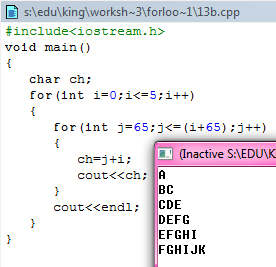 s:\edu\king\worksh~3\forloo~1\13b.cpp
#include<iostream.h>
void main()
{
char ch;
for(int i=0;i<=5;i++)
{
for(int j=65;j<=(i+65);j++)
{
ch=j+i;
cout<<ch;
}
cout<<endl;
}
}
(Inactive S:\EDU\K
A
BC
CDE
DEFG
EFGHI
FGHIJK